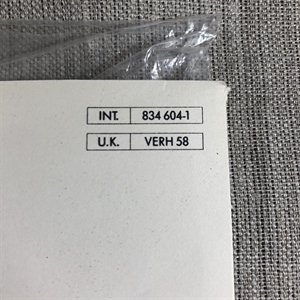 INT. 834 604-1
U.K. VERH 58